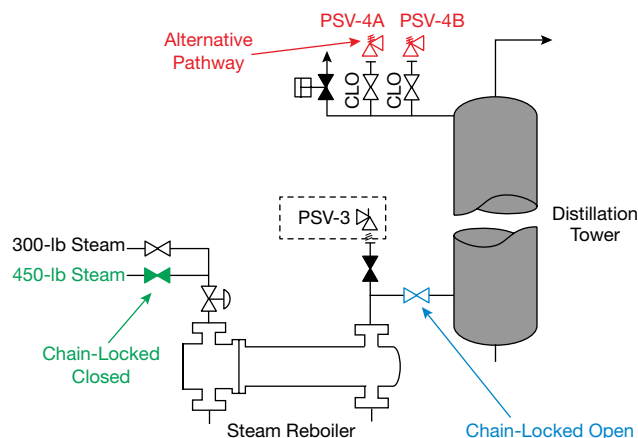 PSV-4A
PSV-4B
Alternative
Pathway
CLO
CLO
PSV-3
Distillation
Tower
300-lb Steam
450-lb Steam
Chain-Locked
Closed
Steam Reboiler
Chain-Locked Open